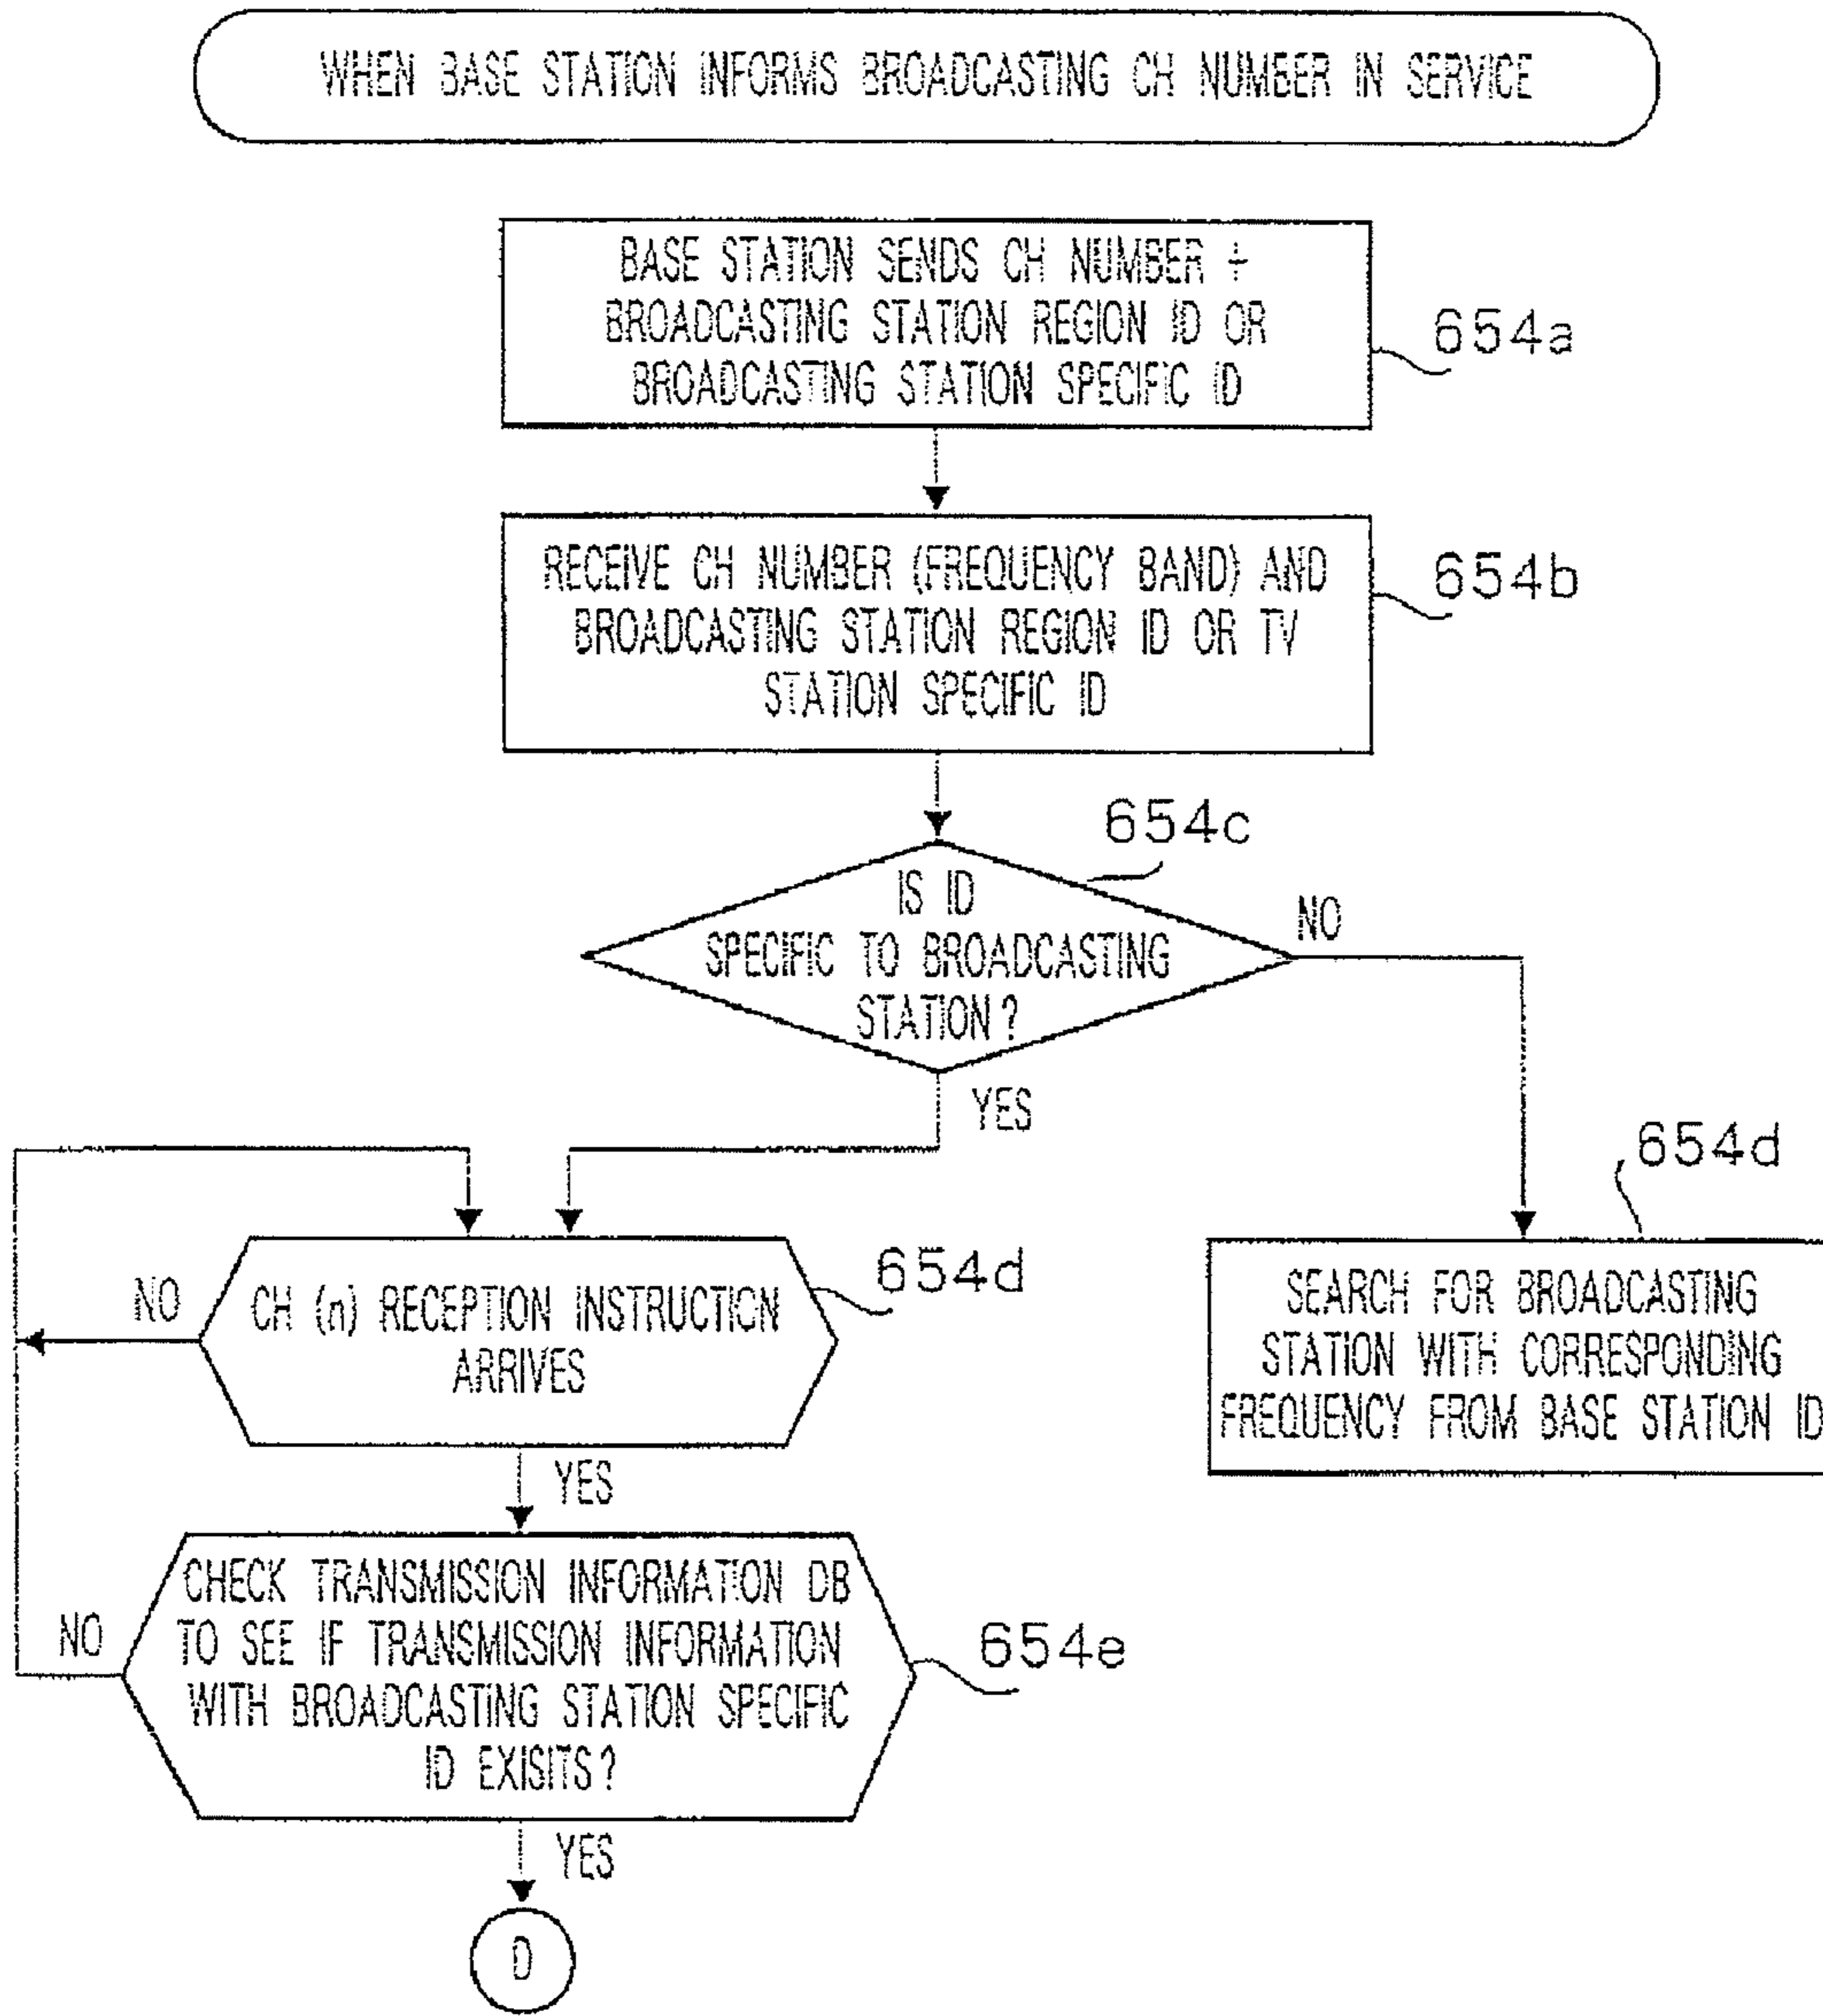 WHEN BASE STATION INFORMS BROADCASTING CH NUMBER IN SERVICE
BASE STATION SENDS CH NUMBER +
BROADCASTING STATION REGION ID OR
BROADCASTING STATION SPECIFIC ID
654a
RECEIVE CH NUMBER (FREQUENCY BAND) AND
BROADCASTING STATION REGION ID OR TV
STATION SPECIFIC ID
654b
654c
IS ID
SPECIFIC TO BROADCASTING
STATION?
NO
YES
654d
SEARCH FOR BROADCASTING
STATION WITH CORRESPONDING
FREQUENCY FROM BASE STATION ID
654d
NO
CH (n) RECEPTION INSTRUCTION
ARRIVES
YES
CHECK TRANSMISSION INFORMATION DB
TO SEE IF TRANSMISSION INFORMATION
WITH BROADCASTING STATION SPECIFIC
ID EXISITS?
NO
654e
YES
D